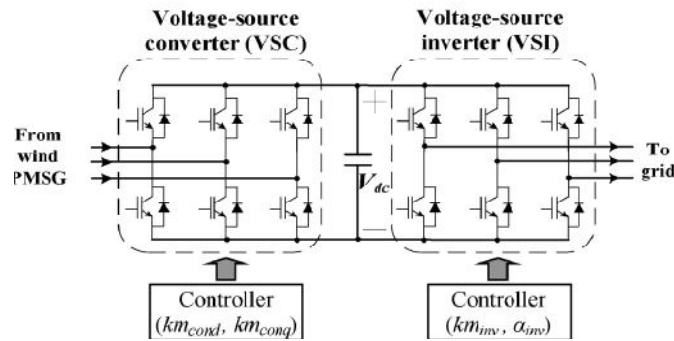 Voltage-source
converter (VSC)
Voltage-source
inverter (VSI)
From
wind
PMSG
+
V_dc
−
To
grid
Controller
(km_cond, km_conq)
Controller
(km_inv, α_inv)